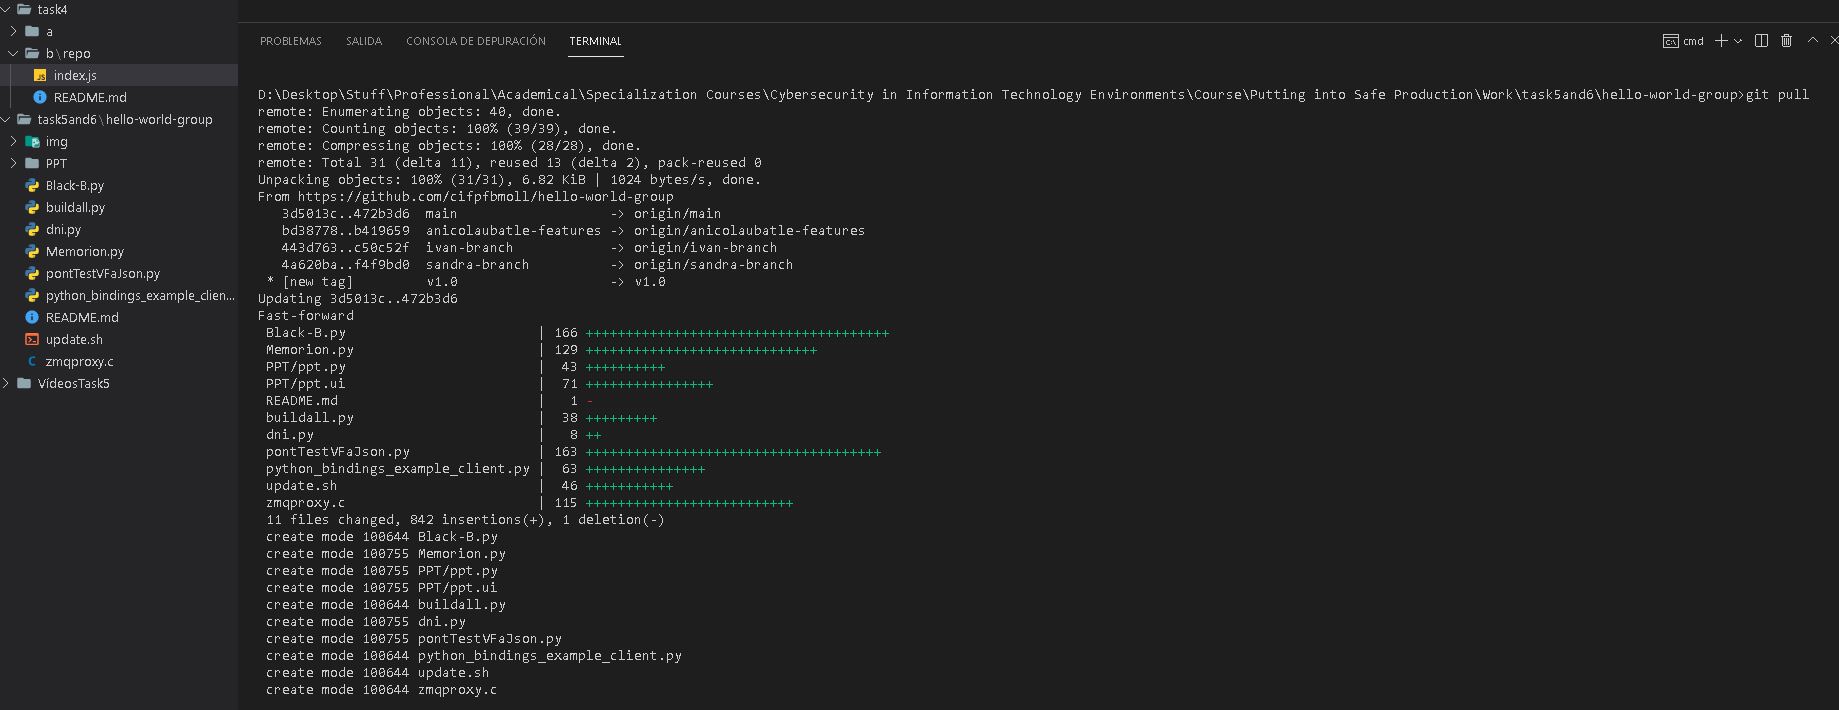 task4
a
b\repo
index.js
README.md
task5and6\hello-world-group
img
PPT
Black-B.py
buildall.py
dni.py
Memorion.py
pontTestVFaJson.py
python_bindings_example_clien...
README.md
update.sh
zmqproxy.c
VídeosTask5
PROBLEMAS SALIDA CONSOLA DE DEPURACIÓN TERMINAL cmd
D:\Desktop\Stuff\Professional\Academical\Specialization Courses\Cybersecurity in Information Technology Environments\Course\Putting into Safe Production\Work\task5and6\hello-world-group>git pull
remote: Enumerating objects: 40, done.
remote: Counting objects: 100% (39/39), done.
remote: Compressing objects: 100% (28/28), done.
remote: Total 31 (delta 11), reused 13 (delta 2), pack-reused 0
Unpacking objects: 100% (31/31), 6.82 KiB | 1024 bytes/s, done.
From https://github.com/cifpfbmoll/hello-world-group
3d5013c..472b3d6 main -> origin/main
bd38778..b419659 anicolaubatle-features -> origin/anicolaubatle-features
443d763..c50c52f ivan-branch -> origin/ivan-branch
4a620ba..f4f9bd0 sandra-branch -> origin/sandra-branch
* [new tag] v1.0 -> v1.0
Updating 3d5013c..472b3d6
Fast-forward
Black-B.py | 166 ++++++++++++++++++++++++++++++++++++++
Memorion.py | 129 +++++++++++++++++++++++++++++
PPT/ppt.py | 43 ++++++++++
PPT/ppt.ui | 71 ++++++++++++++++
README.md | 1 -
buildall.py | 38 +++++++++
dni.py | 8 ++
pontTestVFaJson.py | 163 +++++++++++++++++++++++++++++++++++++
python_bindings_example_client.py | 63 +++++++++++++++
update.sh | 46 +++++++++++
zmqproxy.c | 115 ++++++++++++++++++++++++++
11 files changed, 842 insertions(+), 1 deletion(-)
create mode 100644 Black-B.py
create mode 100755 Memorion.py
create mode 100755 PPT/ppt.py
create mode 100755 PPT/ppt.ui
create mode 100644 buildall.py
create mode 100755 dni.py
create mode 100755 pontTestVFaJson.py
create mode 100644 python_bindings_example_client.py
create mode 100644 update.sh
create mode 100644 zmqproxy.c